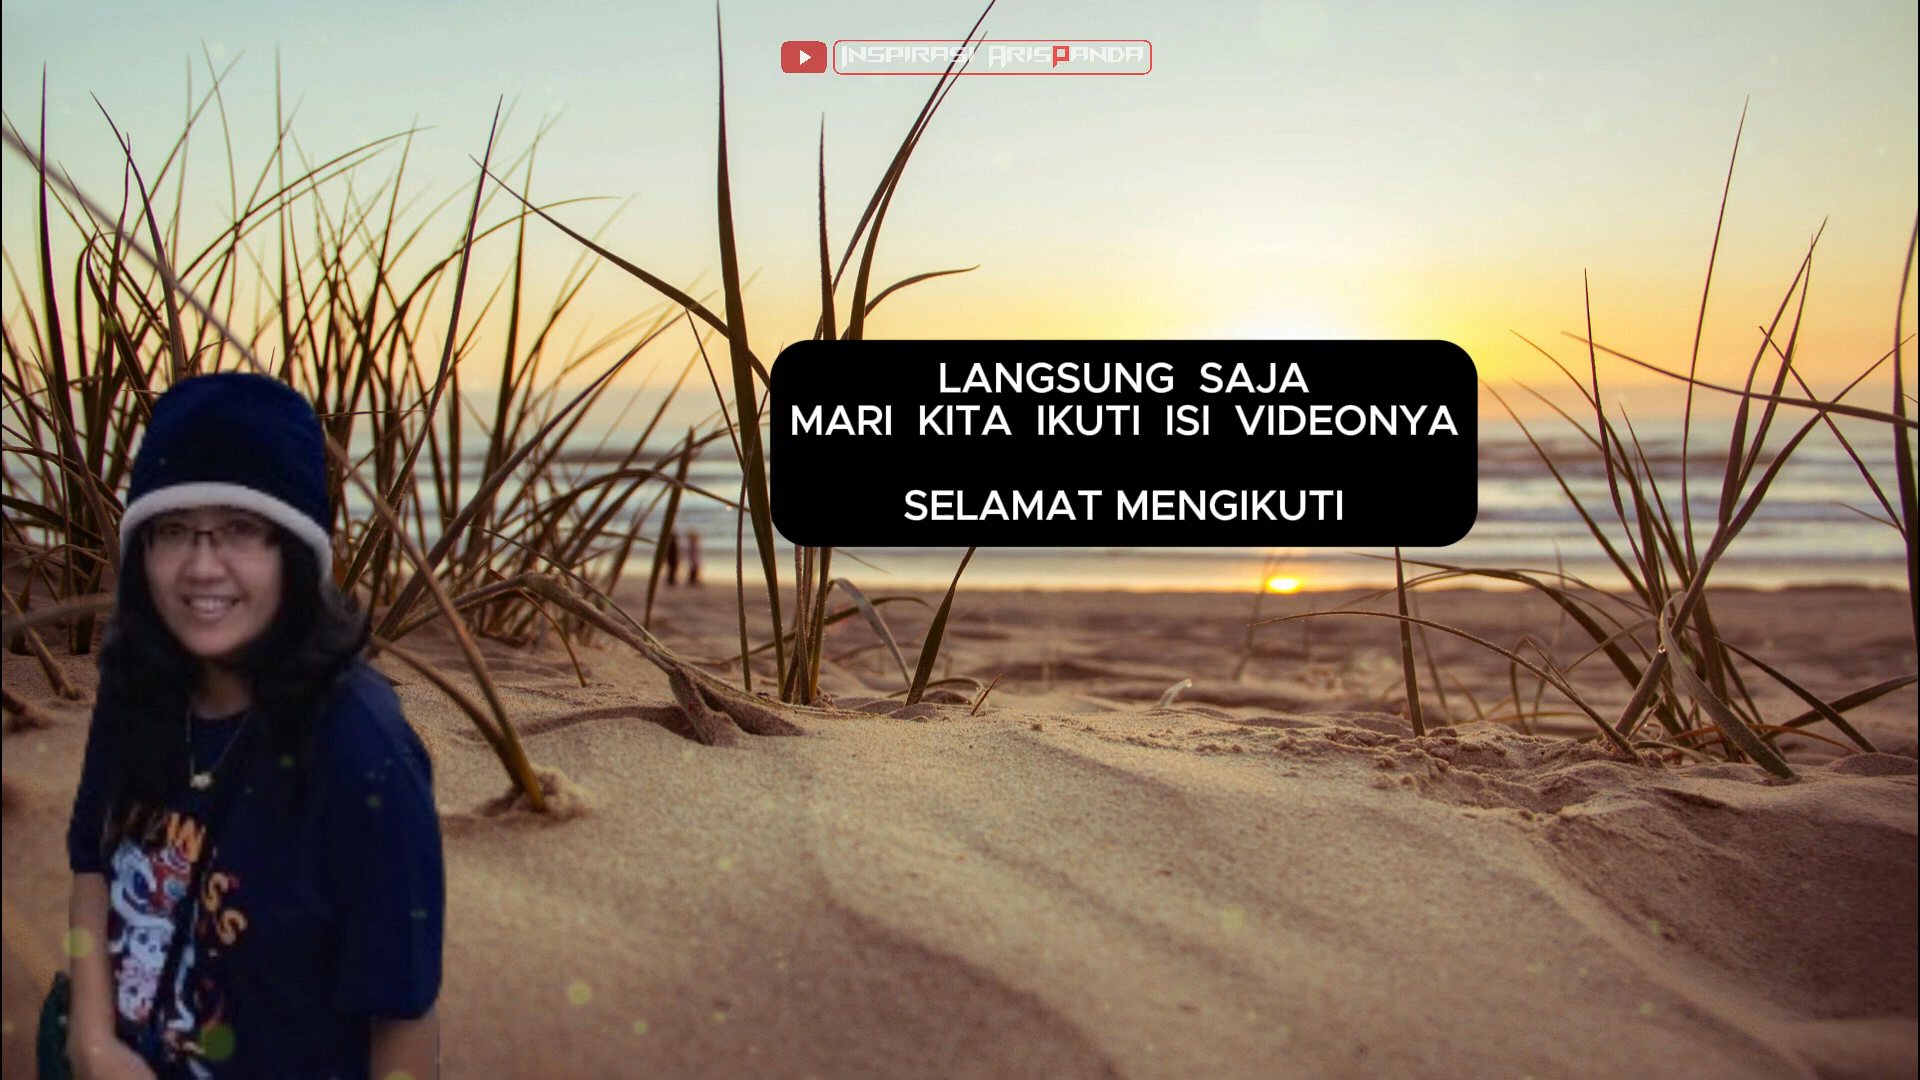 Inspirasi ArisPanda
LANGSUNG SAJA
MARI KITA IKUTI ISI VIDEONYA
SELAMAT MENGIKUTI